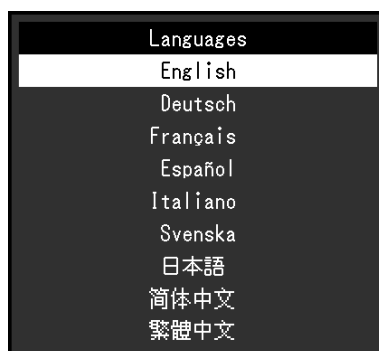 Languages
English
Deutsch
Français
Español
Italiano
Svenska
日本語
简体中文
繁體中文